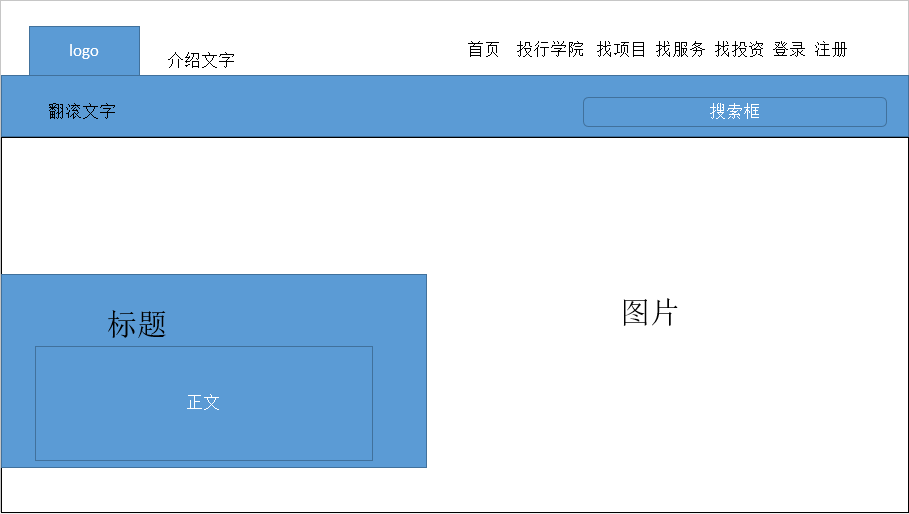 logo
介绍文字
首页 投行学院 找项目 找服务 找投资 登录 注册
翻滚文字
搜索框
标题
正文
图片